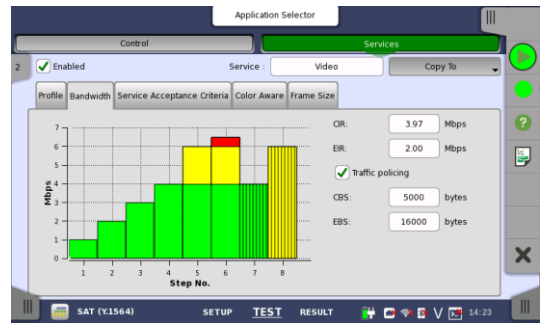 Application Selector
Control Services
2 Enabled Service : Video Copy To
Profile Bandwidth Service Acceptance Criteria Color Aware Frame Size
CIR: 3.97 Mbps
EIR: 2.00 Mbps
Traffic policing
CBS: 5000 bytes
EBS: 16000 bytes
Mbps
7
6
5
4
3
2
1
0
1 2 3 4 5 6 7 8
Step No.
SAT (Y.1564) SETUP TEST RESULT V 14:23